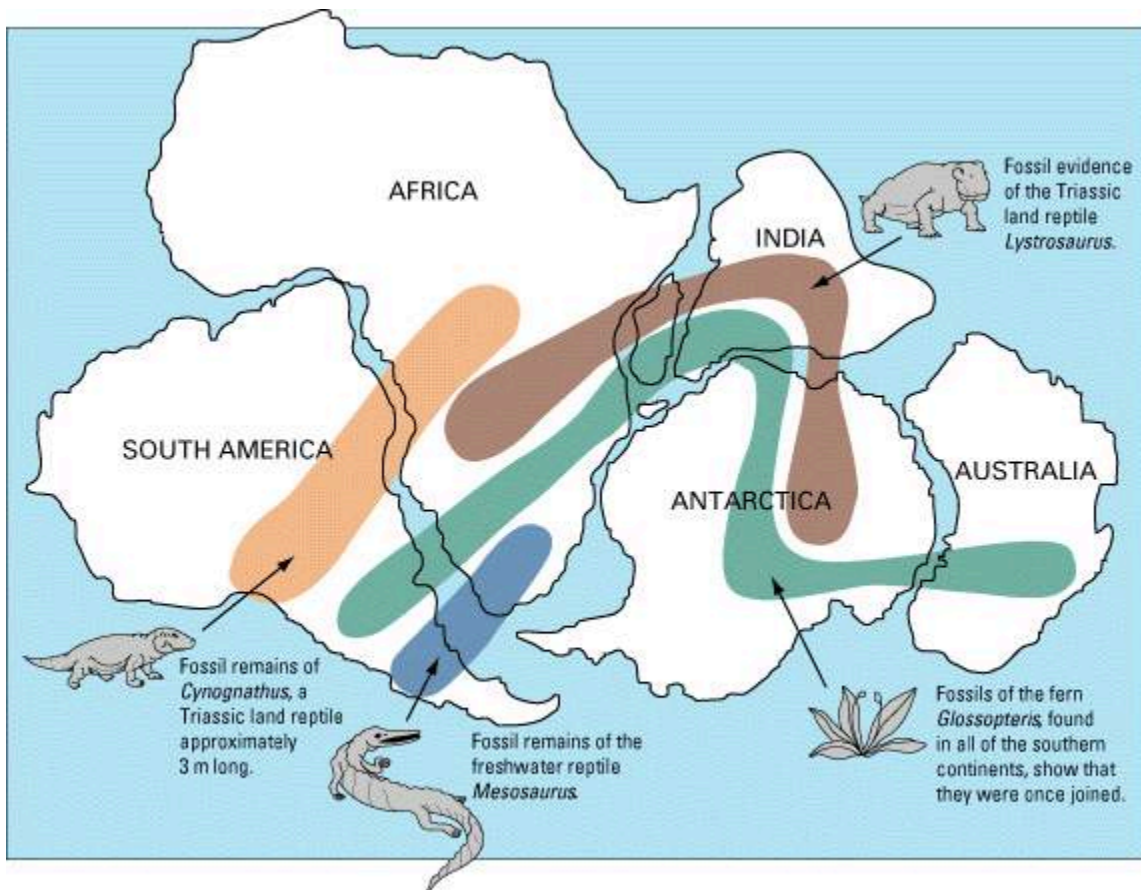 AFRICA
INDIA
Fossil evidence
of the Triassic
land reptile
Lystrosaurus.
SOUTH AMERICA
ANTARCTICA
AUSTRALIA
Fossil remains of
Cynognathus, a
Triassic land reptile
approximately
3 m long.
Fossil remains of the
freshwater reptile
Mesosaurus.
Fossils of the fern
Glossopteris, found
in all of the southern
continents, show that
they were once joined.